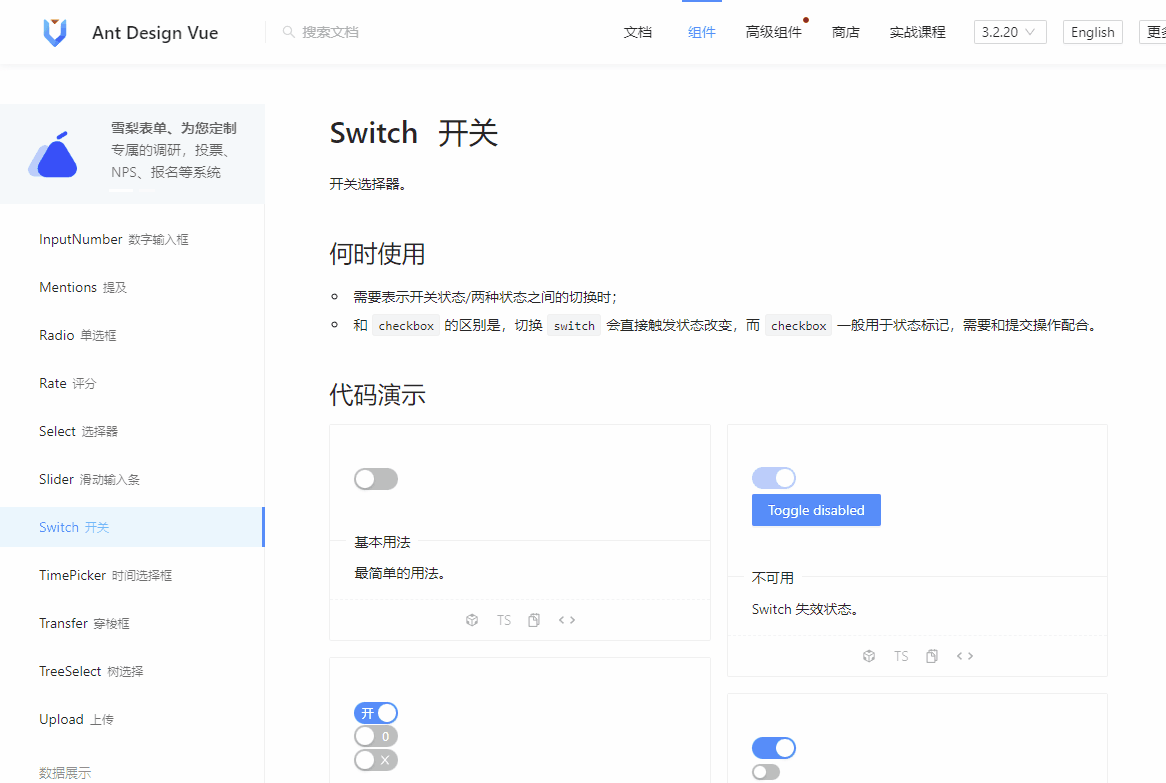 Ant Design Vue
搜索文档
文档
组件
高级组件
商店
实战课程
3.2.20
English
雪梨表单、为您定制
专属的调研，投票、
NPS、报名等系统
InputNumber 数字输入框
Mentions 提及
Radio 单选框
Rate 评分
Select 选择器
Slider 滑动输入条
Switch 开关
TimePicker 时间选择框
Transfer 穿梭框
TreeSelect 树选择
Upload 上传
数据展示
Switch 开关
开关选择器。
何时使用
需要表示开关状态/两种状态之间的切换时；
和 checkbox 的区别是，切换 switch 会直接触发状态改变，而 checkbox 一般用于状态标记，需要和提交操作配合。
代码演示
基本用法
最简单的用法。
TS
Toggle disabled
不可用
Switch 失效状态。
TS
开
0